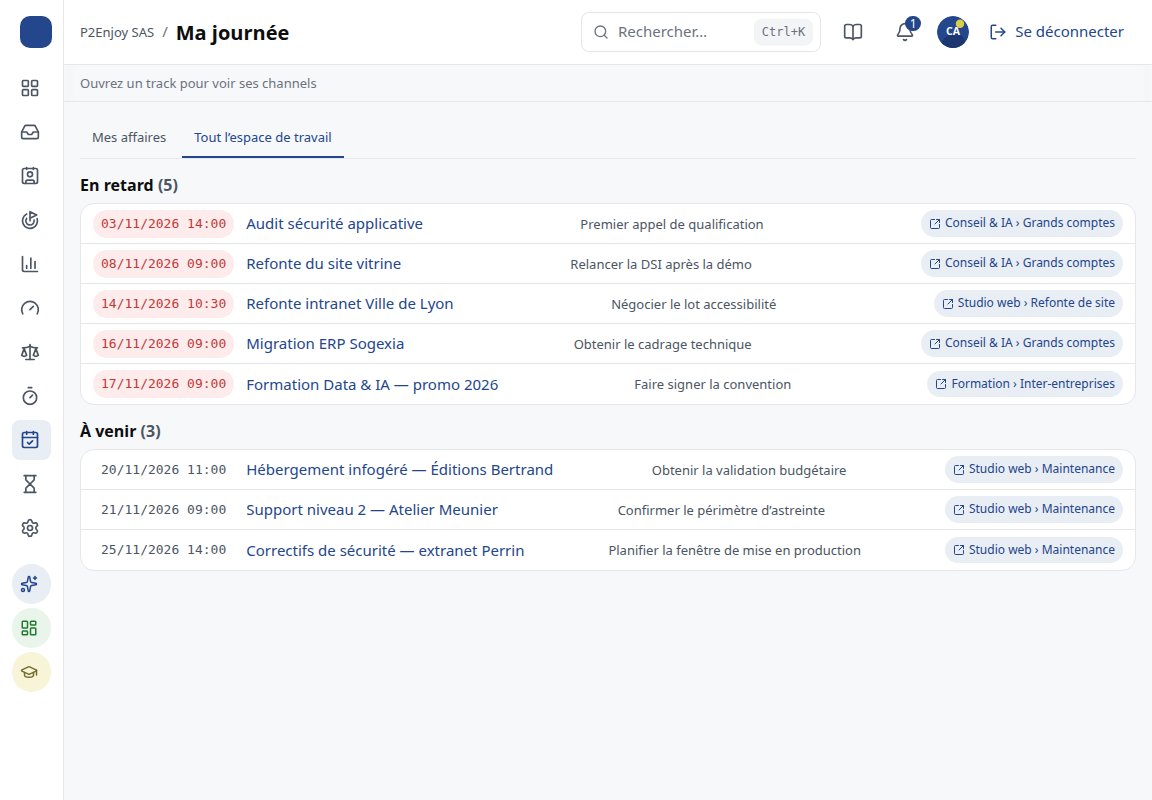 P2Enjoy SAS / Ma journée
Rechercher... Ctrl+K
1
CA
Se déconnecter
Ouvrez un track pour voir ses channels
Mes affaires
Tout l'espace de travail
En retard (5)
03/11/2026 14:00 Audit sécurité applicative Premier appel de qualification Conseil & IA › Grands comptes
08/11/2026 09:00 Refonte du site vitrine Relancer la DSI après la démo Conseil & IA › Grands comptes
14/11/2026 10:30 Refonte intranet Ville de Lyon Négocier le lot accessibilité Studio web › Refonte de site
16/11/2026 09:00 Migration ERP Sogexia Obtenir le cadrage technique Conseil & IA › Grands comptes
17/11/2026 09:00 Formation Data & IA — promo 2026 Faire signer la convention Formation › Inter-entreprises
À venir (3)
20/11/2026 11:00 Hébergement infogéré — Éditions Bertrand Obtenir la validation budgétaire Studio web › Maintenance
21/11/2026 09:00 Support niveau 2 — Atelier Meunier Confirmer le périmètre d'astreinte Studio web › Maintenance
25/11/2026 14:00 Correctifs de sécurité — extranet Perrin Planifier la fenêtre de mise en production Studio web › Maintenance